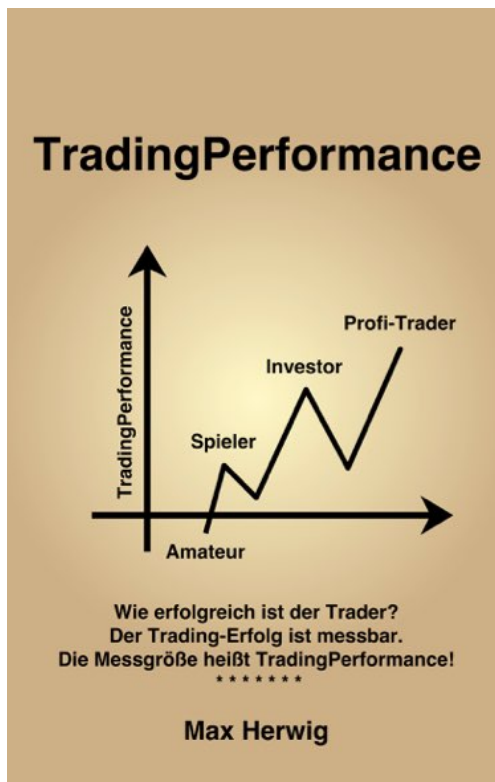 TradingPerformance
TradingPerformance
Profi-Trader
Investor
Spieler
Amateur
Wie erfolgreich ist der Trader?
Der Trading-Erfolg ist messbar.
Die Messgröße heißt TradingPerformance!
* * * * * * *
Max Herwig